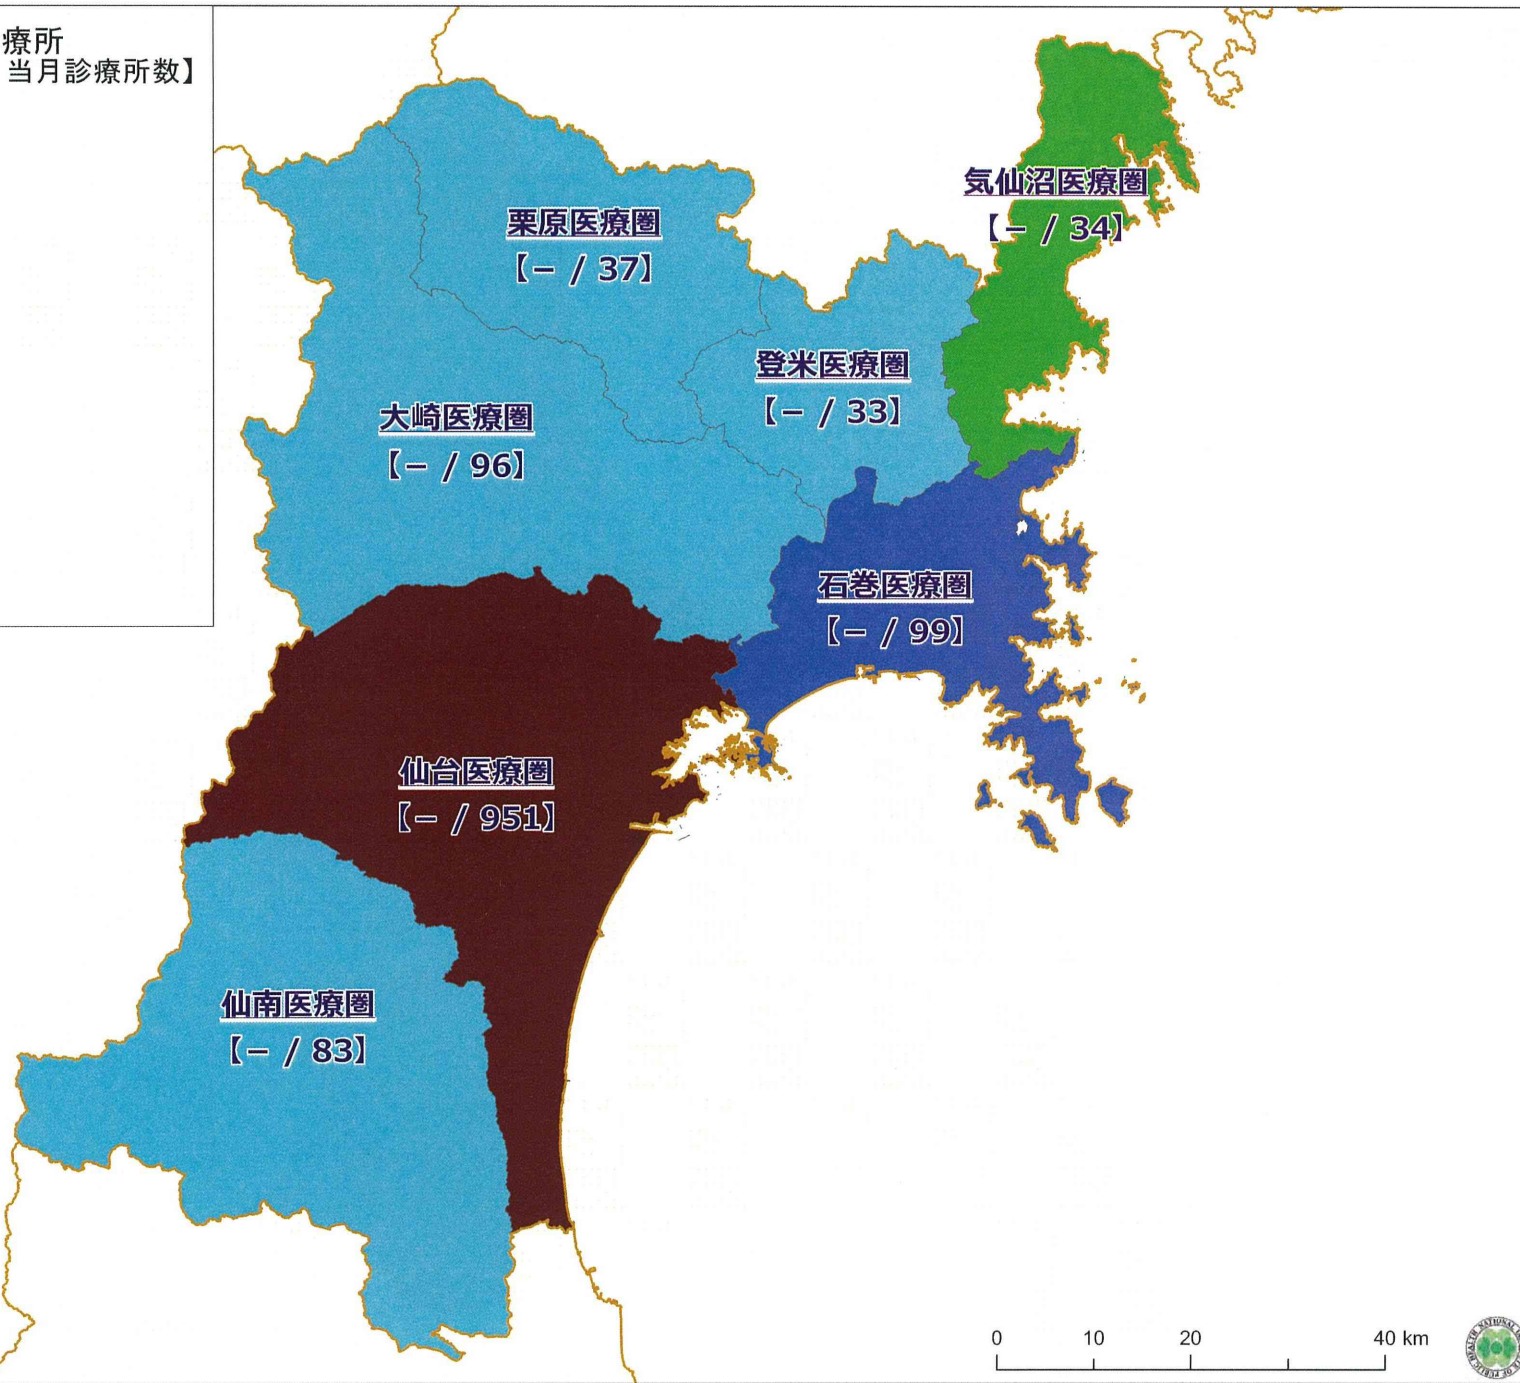 療所
当月診療所数】
気仙沼医療圏
【− / 34】
栗原医療圏
【− / 37】
登米医療圏
【− / 33】
大崎医療圏
【− / 96】
石巻医療圏
【− / 99】
仙台医療圏
【− / 951】
仙南医療圏
【− / 83】
0 10 20 40 km